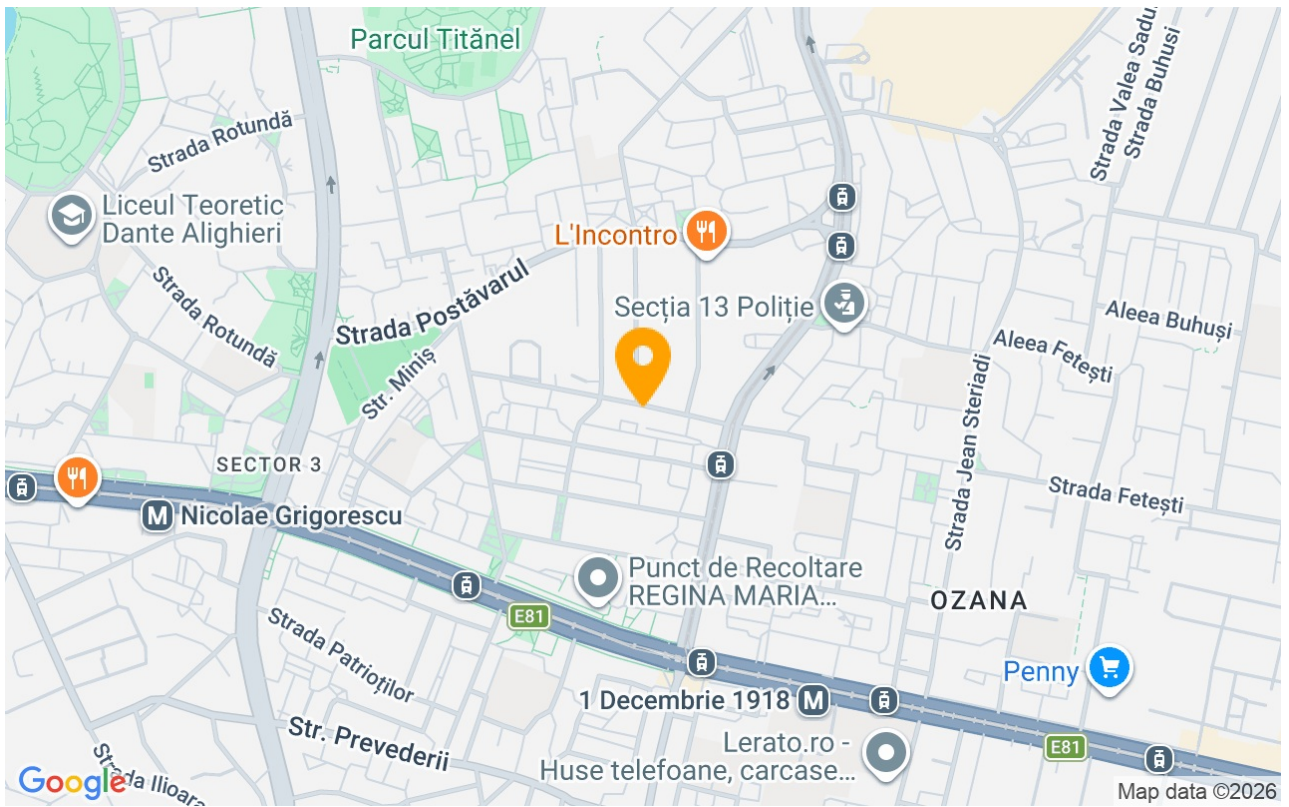 Parcul Titănel
Strada Rotundă
Liceul Teoretic
Dante Alighieri
L'Incontro
Strada Valea Sadu
Strada Buhusi
Strada Postăvarul
Secția 13 Poliție
Strada Rotundă
Str. Miniș
Aleea Buhuși
Aleea Fetești
Strada Jean Steriadi
SECTOR 3
Strada Fetești
M
Nicolae Grigorescu
Punct de Recoltare
REGINA MARIA...
E81
OZANA
Strada Patrioților
Penny
1 Decembrie 1918
M
Str. Prevederii
Lerato.ro -
Huse telefoane, carcase...
E81
Strada Ilioara
Google
Map data ©2026